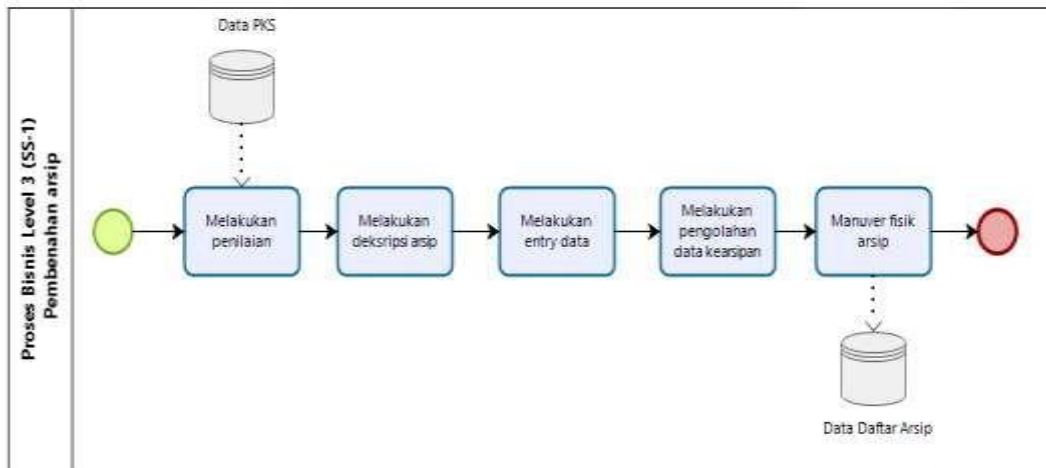 Proses Bisnis Level 3 (SS-1)
Pembenahan arsip
Data PKS
Melakukan
penilaian
Melakukan
deksripsi arsip
Melakukan
entry data
Melakukan
pengolahan
data kearsipan
Manuver fisik
arsip
Data Daftar Arsip